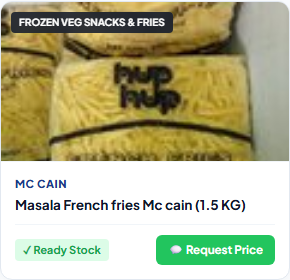 FROZEN VEG SNACKS & FRIES
hup
hup
MC CAIN
Masala French fries Mc cain (1.5 KG)
✓ Ready Stock
Request Price